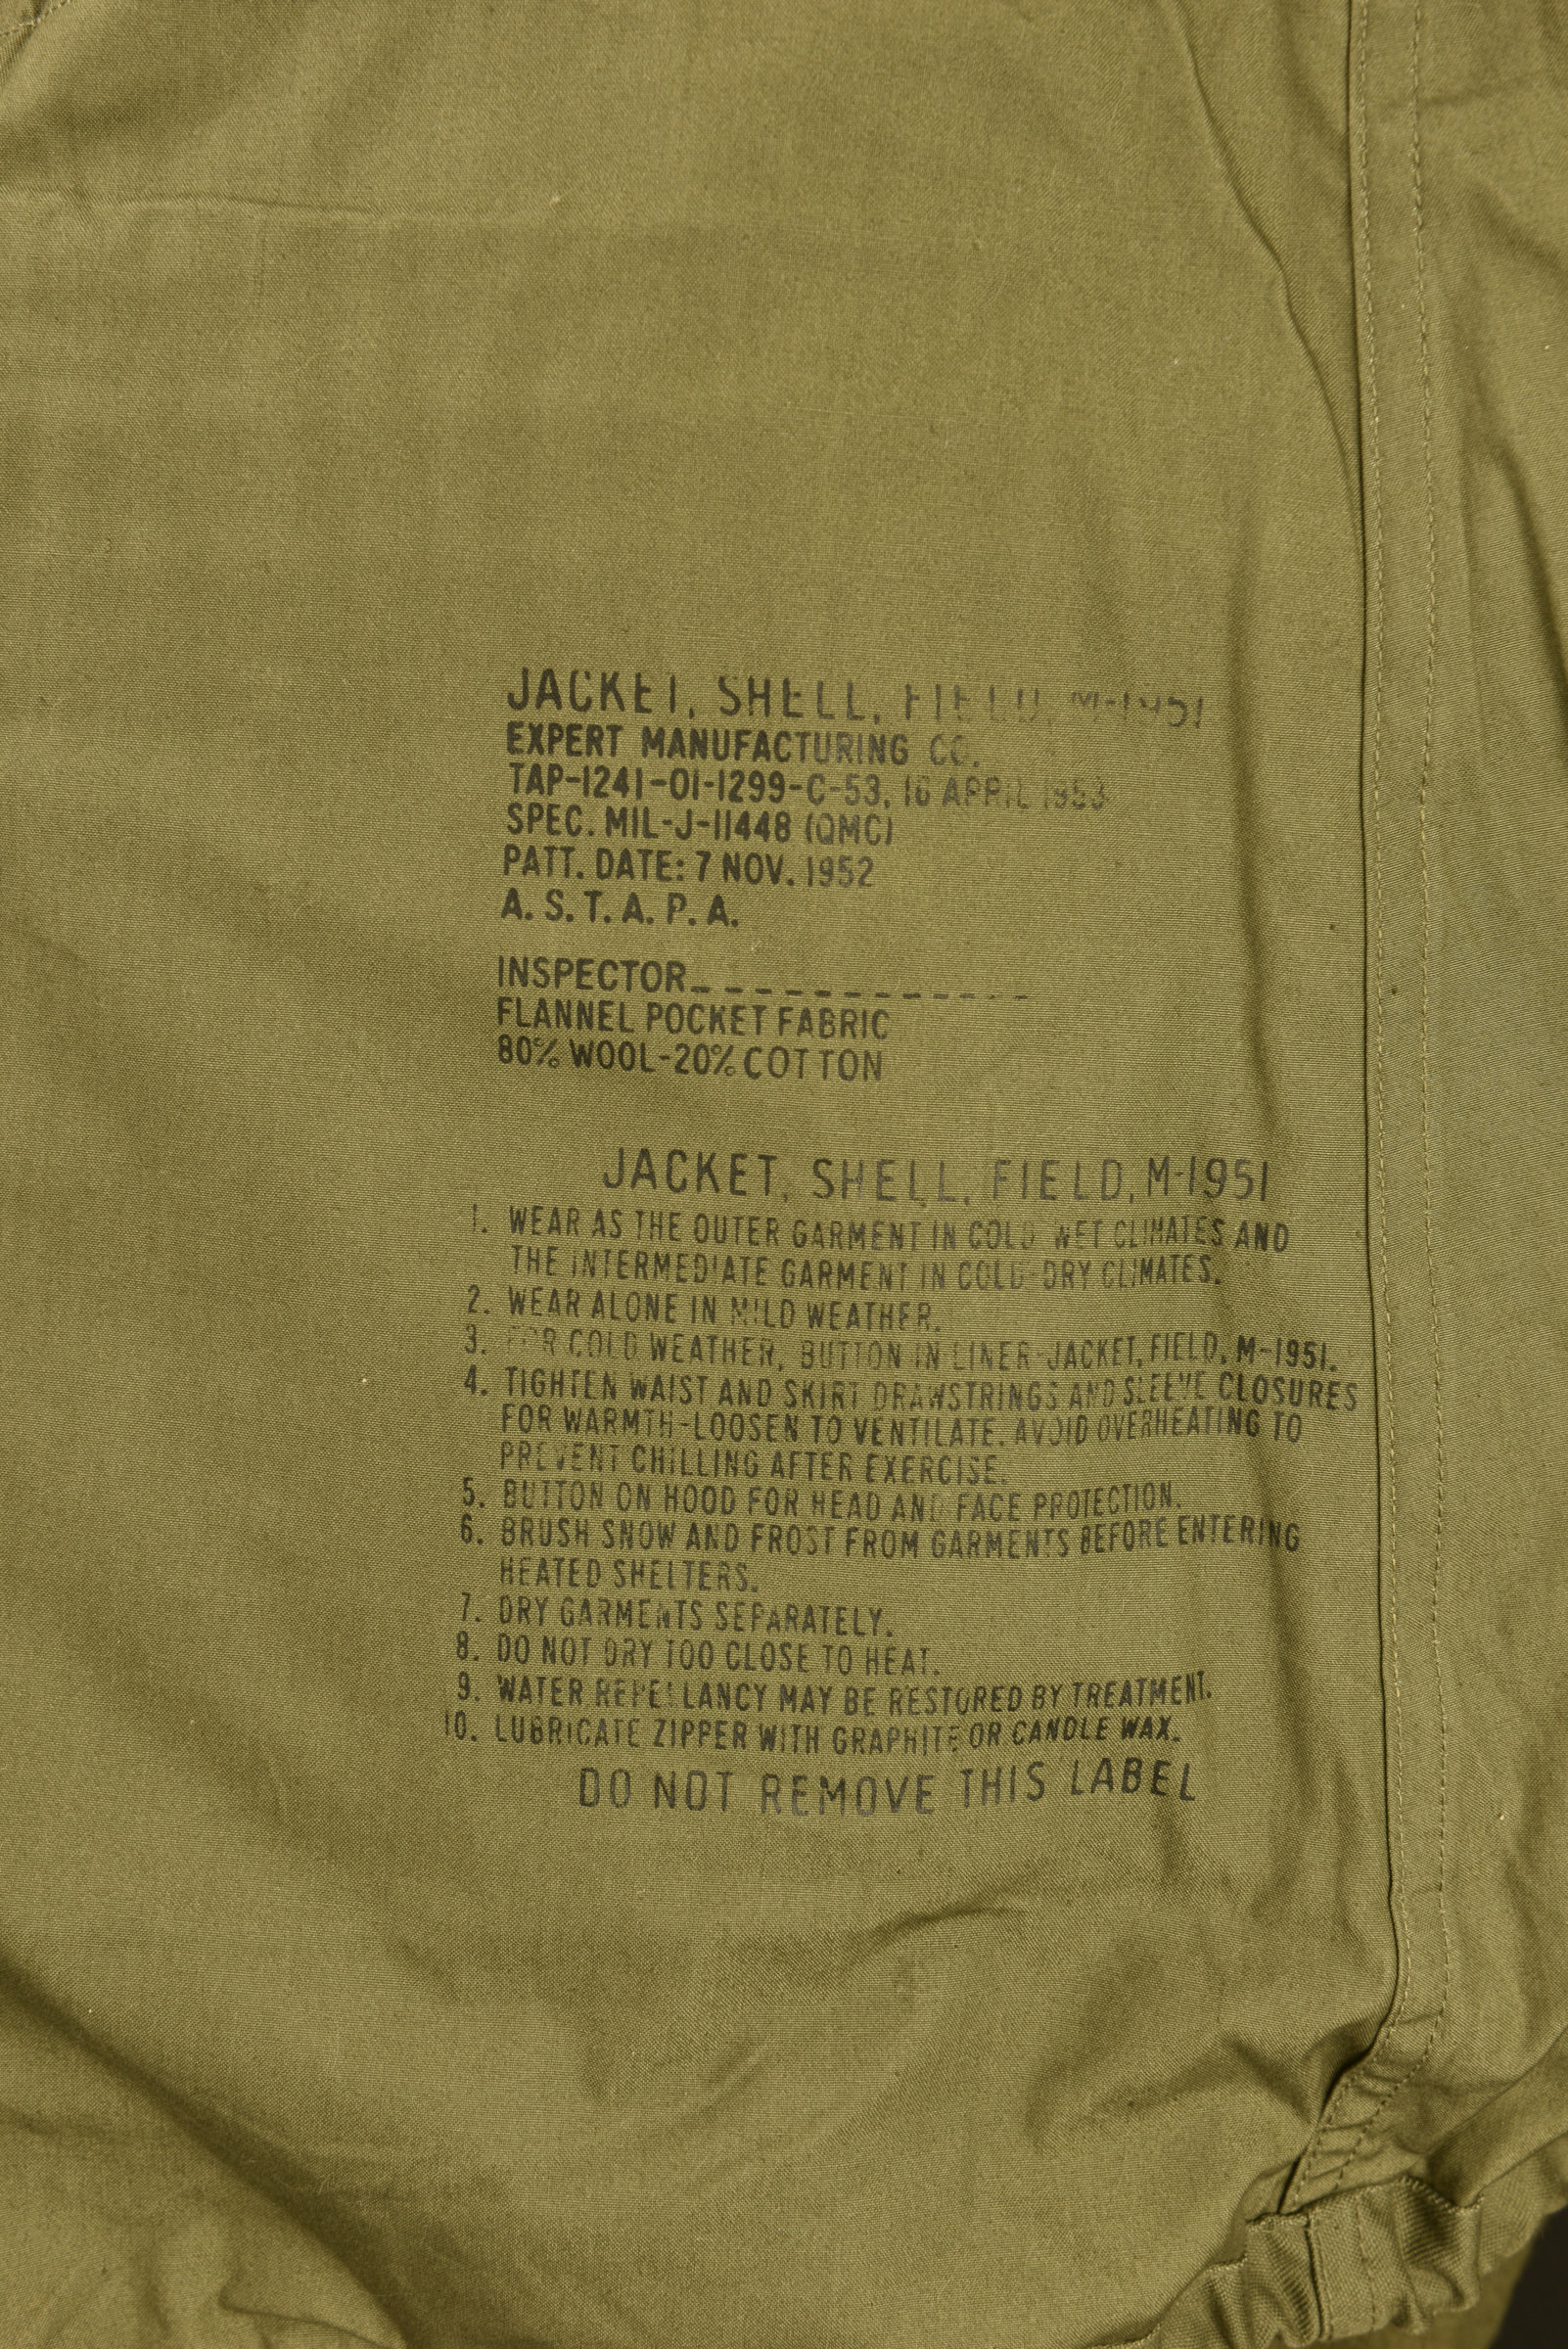 JACKET, SHELL, FIELD, M-1951
EXPERT MANUFACTURING CO.
TAP-1241-01-1299-C-53, 16 APRIL 1953
SPEC. MIL-J-11448 (QMC)
PATT. DATE: 7 NOV. 1952
A. S. T. A. P. A.
INSPECTOR_ _ _ _ _ _ _ _ _ _ _ _
FLANNEL POCKET FABRIC
80% WOOL-20% COTTON
JACKET, SHELL, FIELD, M-1951
1. WEAR AS THE OUTER GARMENT IN COLD WET CLIMATES AND
THE INTERMEDIATE GARMENT IN COLD-DRY CLIMATES.
2. WEAR ALONE IN MILD WEATHER.
3. FOR COLD WEATHER, BUTTON IN LINER-JACKET, FIELD, M-1951.
4. TIGHTEN WAIST AND SKIRT DRAWSTRINGS AND SLEEVE CLOSURES
FOR WARMTH-LOOSEN TO VENTILATE. AVOID OVERHEATING TO
PREVENT CHILLING AFTER EXERCISE.
5. BUTTON ON HOOD FOR HEAD AND FACE PROTECTION.
6. BRUSH SNOW AND FROST FROM GARMENTS BEFORE ENTERING
HEATED SHELTERS.
7. DRY GARMENTS SEPARATELY.
8. DO NOT DRY TOO CLOSE TO HEAT.
9. WATER REPELLANCY MAY BE RESTORED BY TREATMENT.
10. LUBRICATE ZIPPER WITH GRAPHITE OR CANDLE WAX.
DO NOT REMOVE THIS LABEL